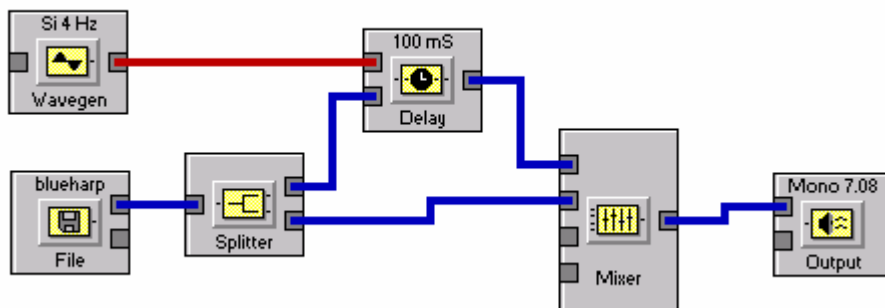 Si 4 Hz
Wavegen
100 mS
Delay
blueharp
File
Splitter
Mixer
Mono 7.08
Output